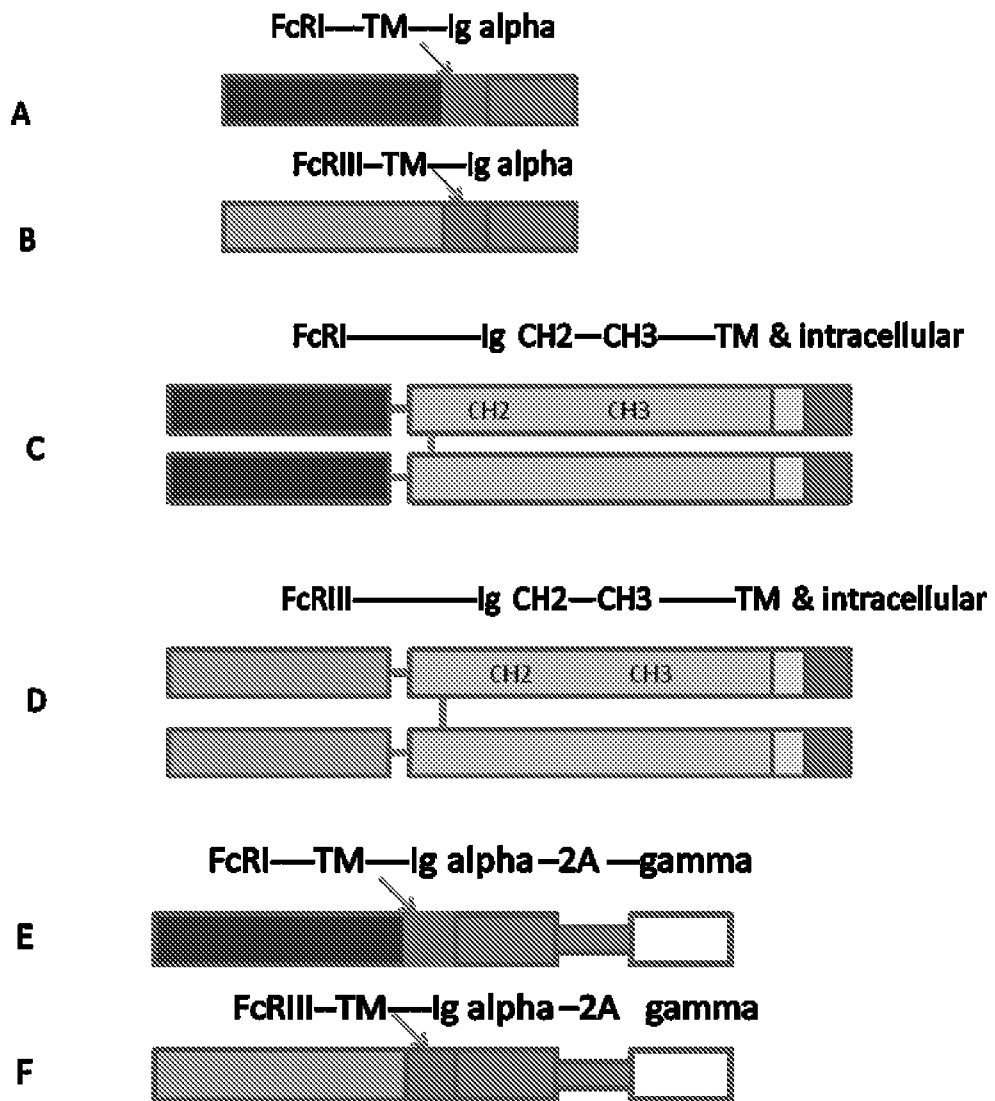 FcRI—TM—Ig alpha
A
FcRIII–TM—Ig alpha
B
FcRI———Ig CH2—CH3——TM & intracellular
CH2 CH3
C
FcRIII———Ig CH2—CH3 ——TM & intracellular
CH2 CH3
D
FcRI—TM—Ig alpha–2A—gamma
E
FcRIII–TM—Ig alpha–2A gamma
F